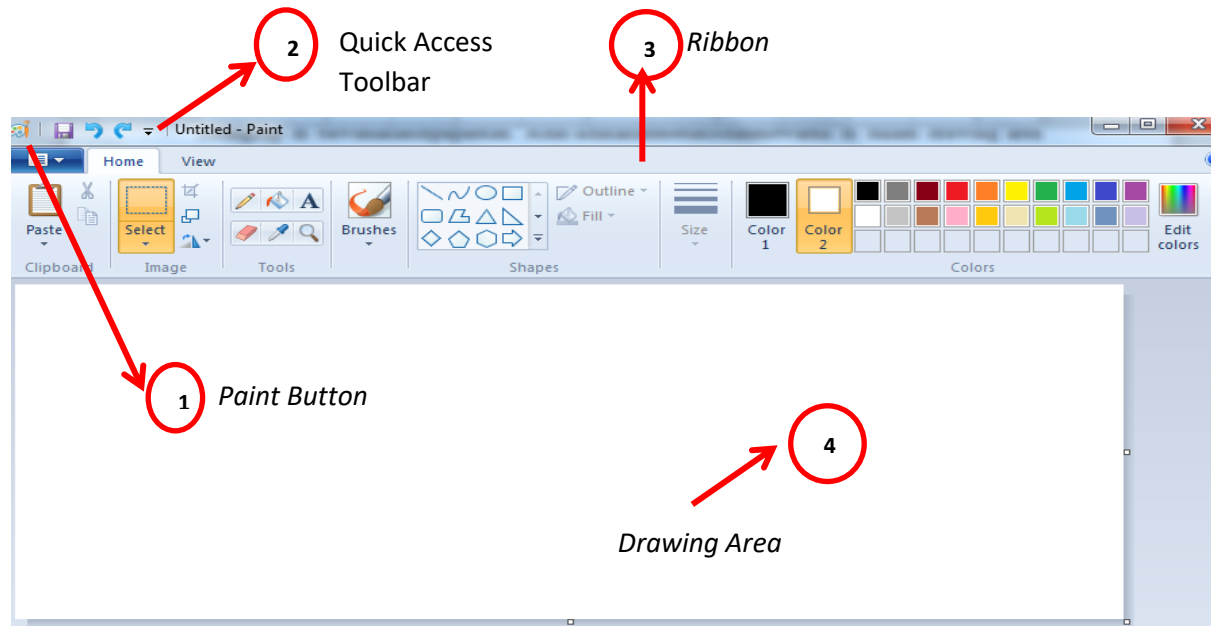 2 Quick Access
Toolbar
3 Ribbon
Untitled - Paint
Home View
Paste
Select
A
Brushes
Outline
Fill
Size
Color
1
Color
2
Edit
colors
Clipboard Image Tools Shapes Colors
1 Paint Button
4
Drawing Area